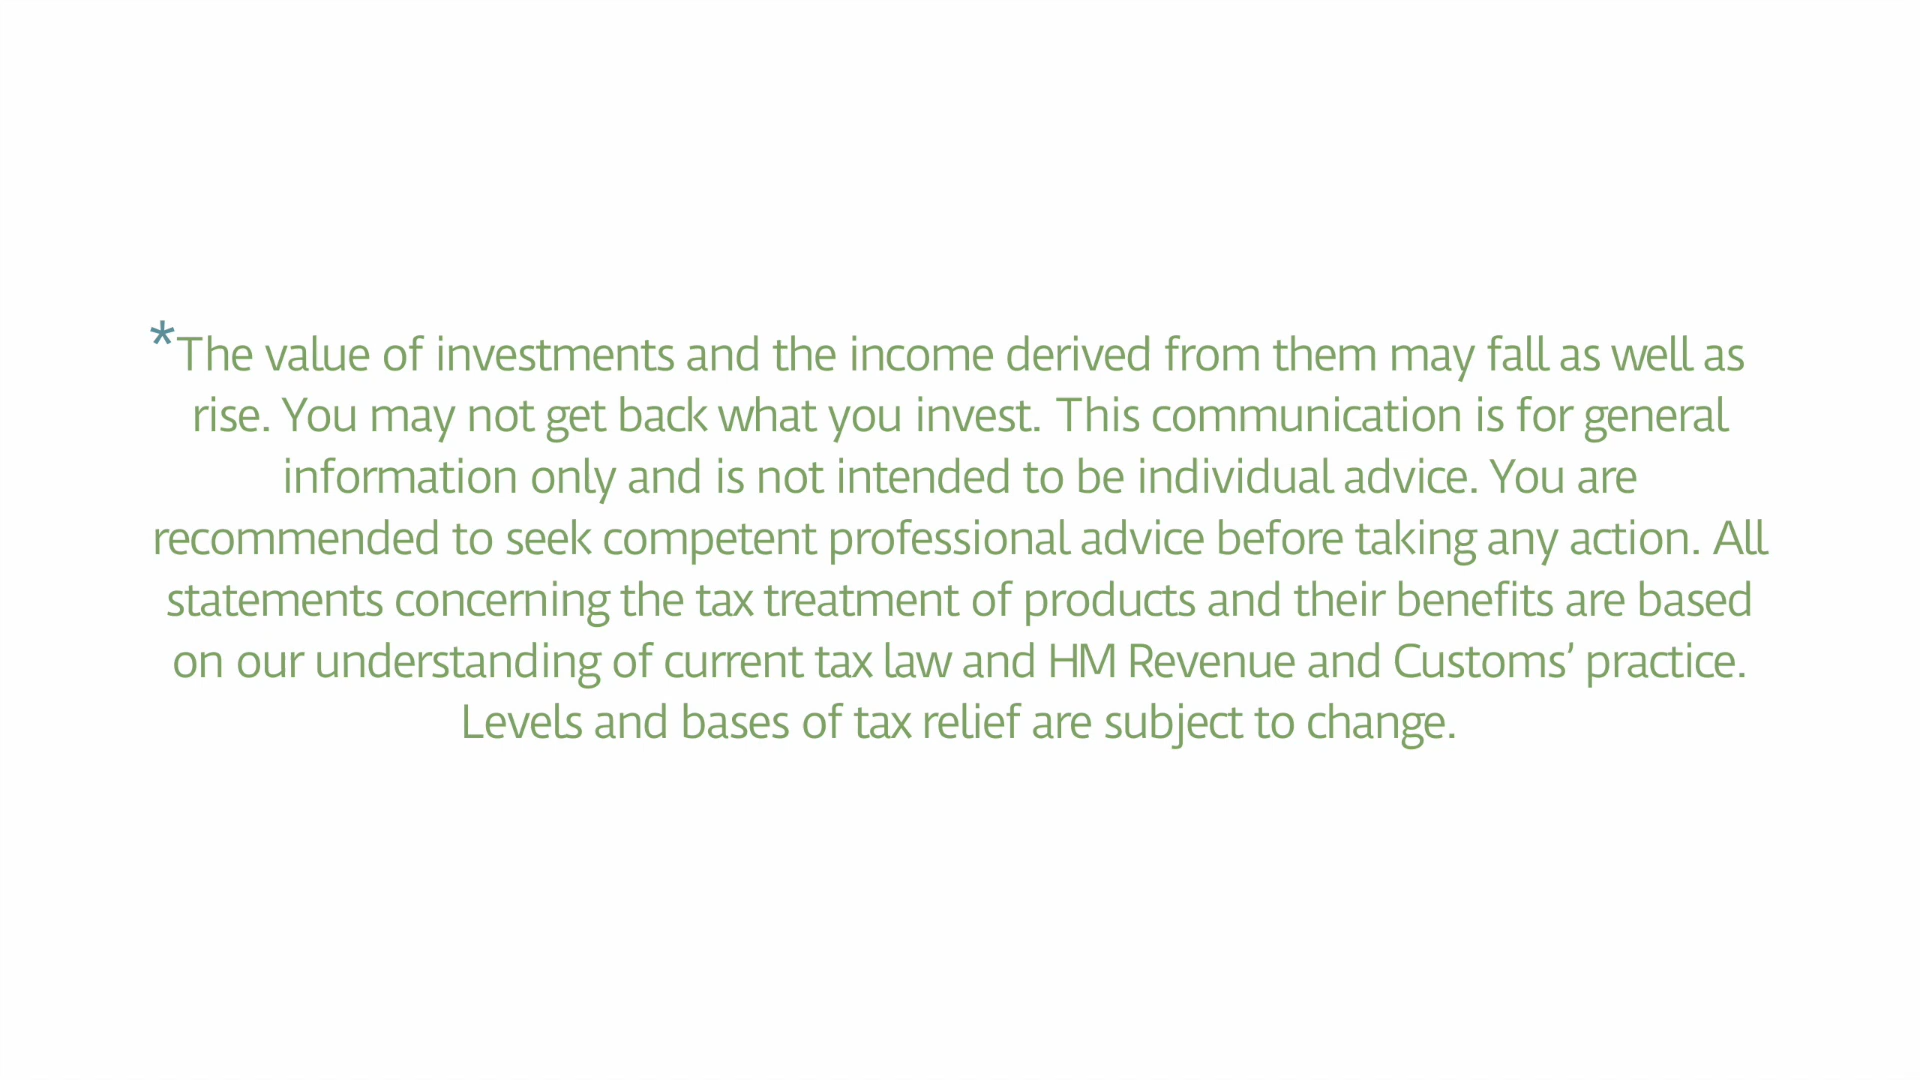 *The value of investments and the income derived from them may fall as well as
rise. You may not get back what you invest. This communication is for general
information only and is not intended to be individual advice. You are
recommended to seek competent professional advice before taking any action. All
statements concerning the tax treatment of products and their benefits are based
on our understanding of current tax law and HM Revenue and Customs’ practice.
Levels and bases of tax relief are subject to change.